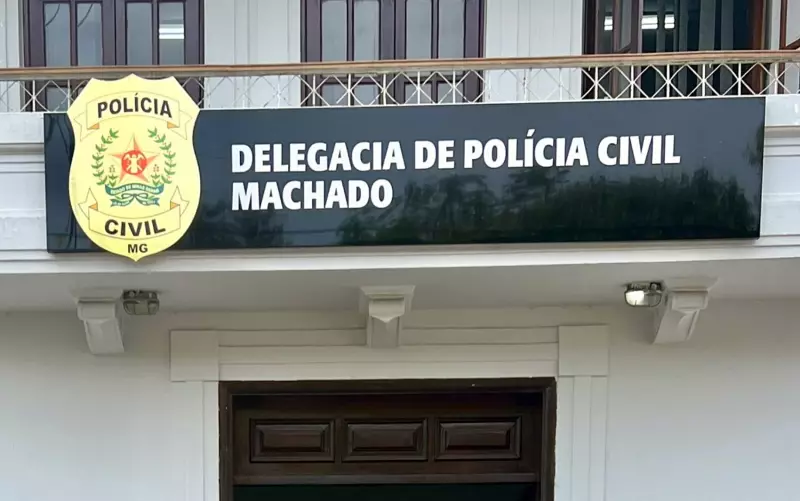 POLÍCIA
CIVIL
MG
DELEGACIA DE POLÍCIA CIVIL
MACHADO